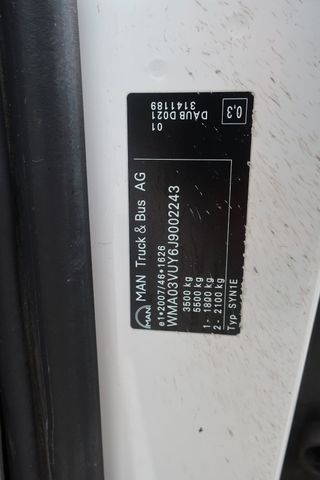 MAN
MAN Truck & Bus AG
e1*2007/46*1626
WMA03VUY6J9002243
3500 kg
5500 kg
1- 1800 kg
2- 2100 kg
Typ SYN1E
01
DAUB D021
3141189
0,3